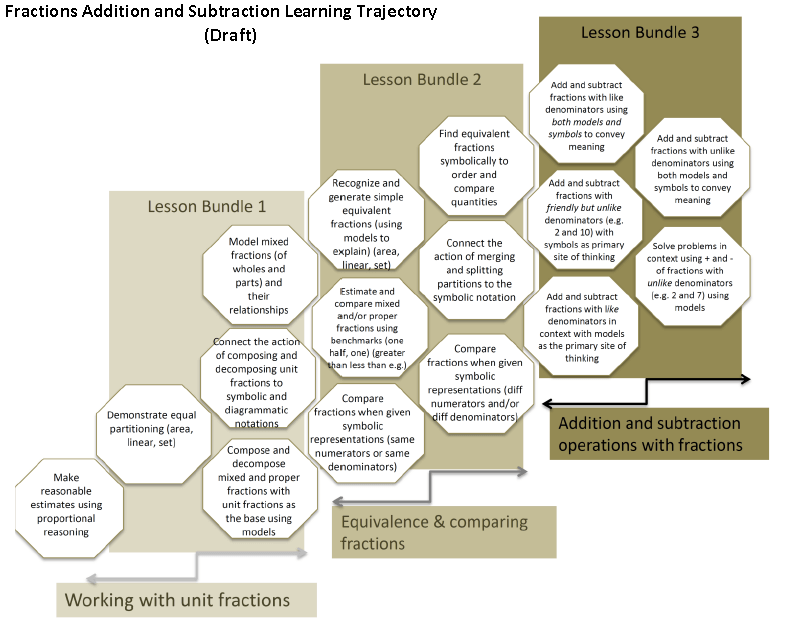 Fractions Addition and Subtraction Learning Trajectory
(Draft)
Lesson Bundle 1
Make
reasonable
estimates using
proportional
reasoning
Demonstrate equal
partitioning (area,
linear, set)
Model mixed
fractions (of
wholes and
parts) and
their
relationships
Connect the action
of composing and
decomposing unit
fractions to
symbolic and
diagrammatic
notations
Compose and
decompose
mixed and proper
fractions with
unit fractions as
the base using
models
Working with unit fractions
Lesson Bundle 2
Recognize and
generate simple
equivalent
fractions (using
models to
explain) (area,
linear, set)
Estimate and
compare mixed
and/or proper
fractions using
benchmarks (one
half, one) (greater
than less than e.g.)
Compare
fractions when given
symbolic
representations (same
numerators or same
denominators)
Find equivalent
fractions
symbolically to
order and
compare
quantities
Connect the
action of merging
and splitting
partitions to the
symbolic notation
Compare
fractions when given
symbolic
representations (diff
numerators and/or
diff denominators)
Equivalence & comparing
fractions
Lesson Bundle 3
Add and subtract
fractions with like
denominators using
both models and
symbols to convey
meaning
Add and subtract
fractions with
friendly but unlike
denominators (e.g.
2 and 10) with
symbols as primary
site of thinking
Add and subtract
fractions with like
denominators in
context with models
as the primary site of
thinking
Add and subtract
fractions with unlike
denominators using
both models and
symbols to convey
meaning
Solve problems in
context using + and -
of fractions with
unlike denominators
(e.g. 2 and 7) using
models
Addition and subtraction
operations with fractions